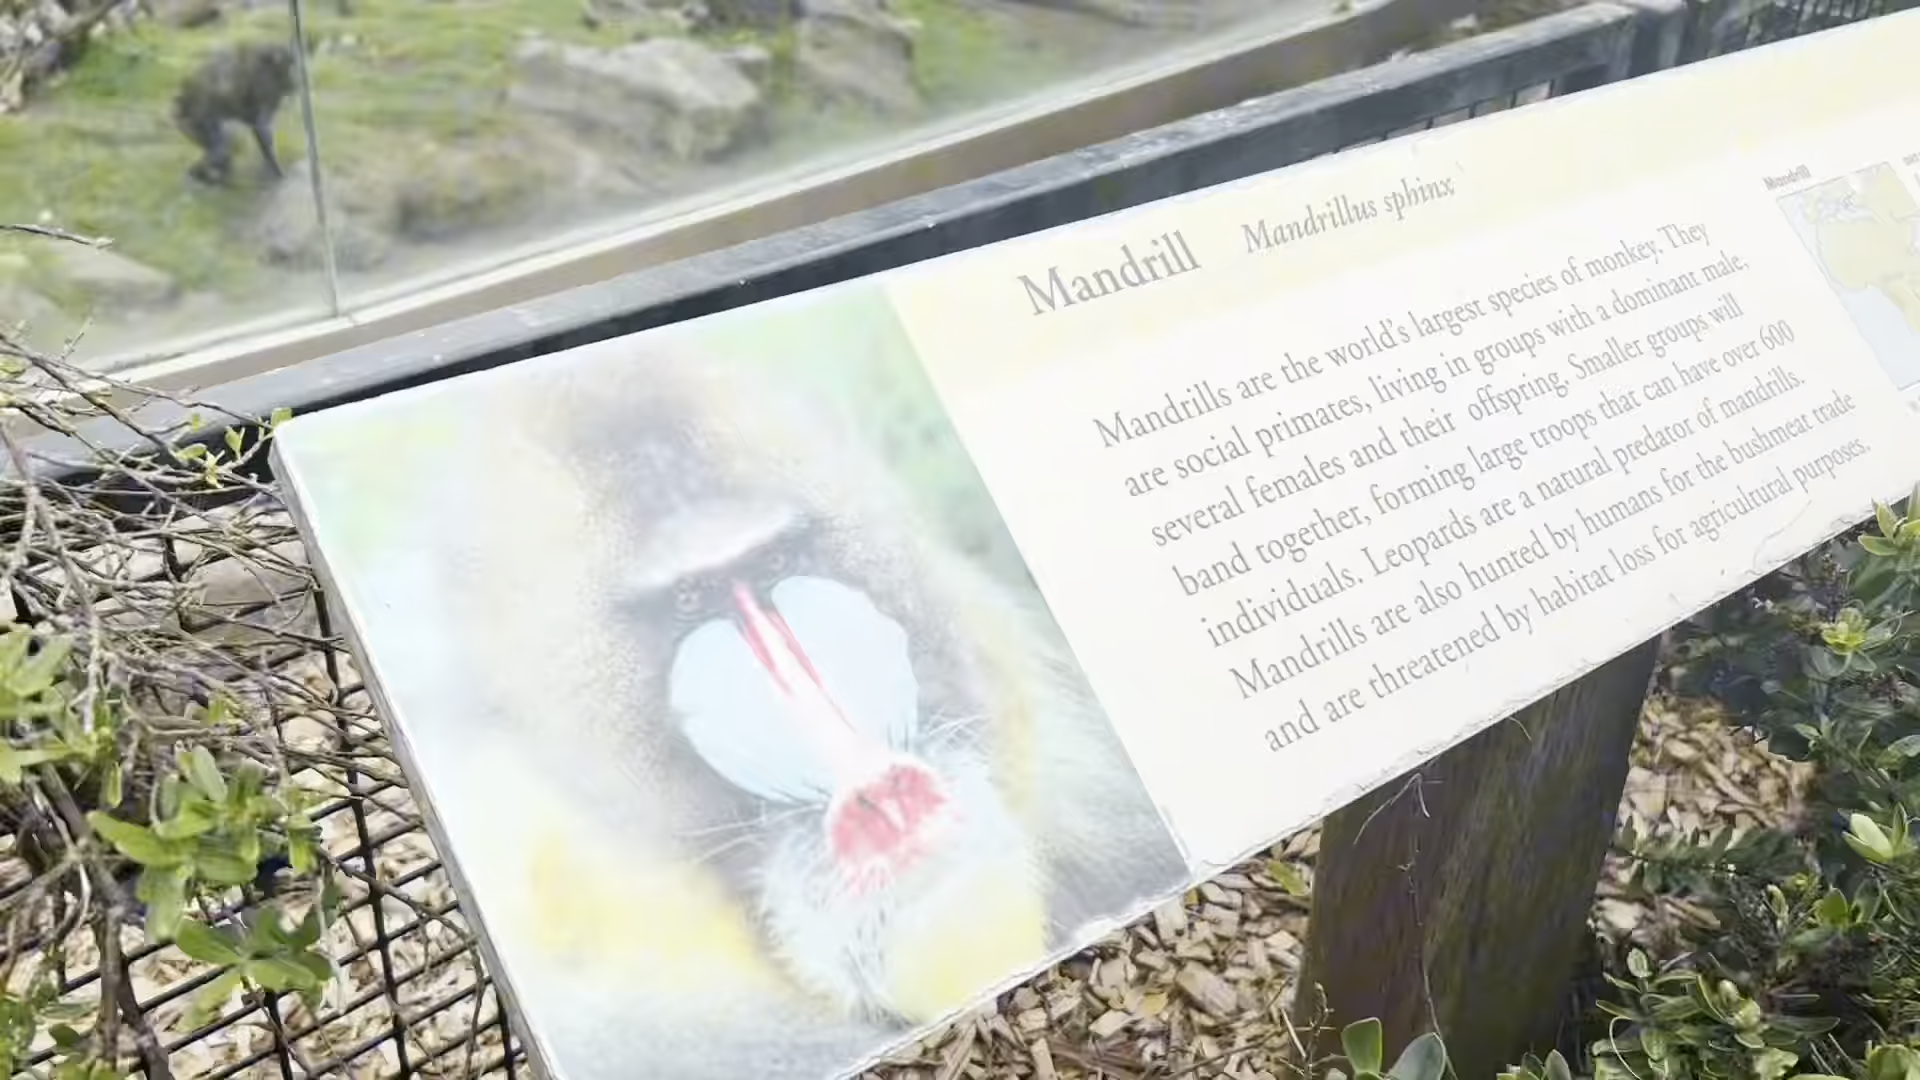 Mandrill Mandrillus sphinx
Mandrills are the world's largest species of monkey. They
are social primates, living in groups with a dominant male,
several females and their offspring. Smaller groups will
band together, forming large troops that can have over 600
individuals. Leopards are a natural predator of mandrills.
Mandrills are also hunted by humans for the bushmeat trade
and are threatened by habitat loss for agricultural purposes.
Mandrill